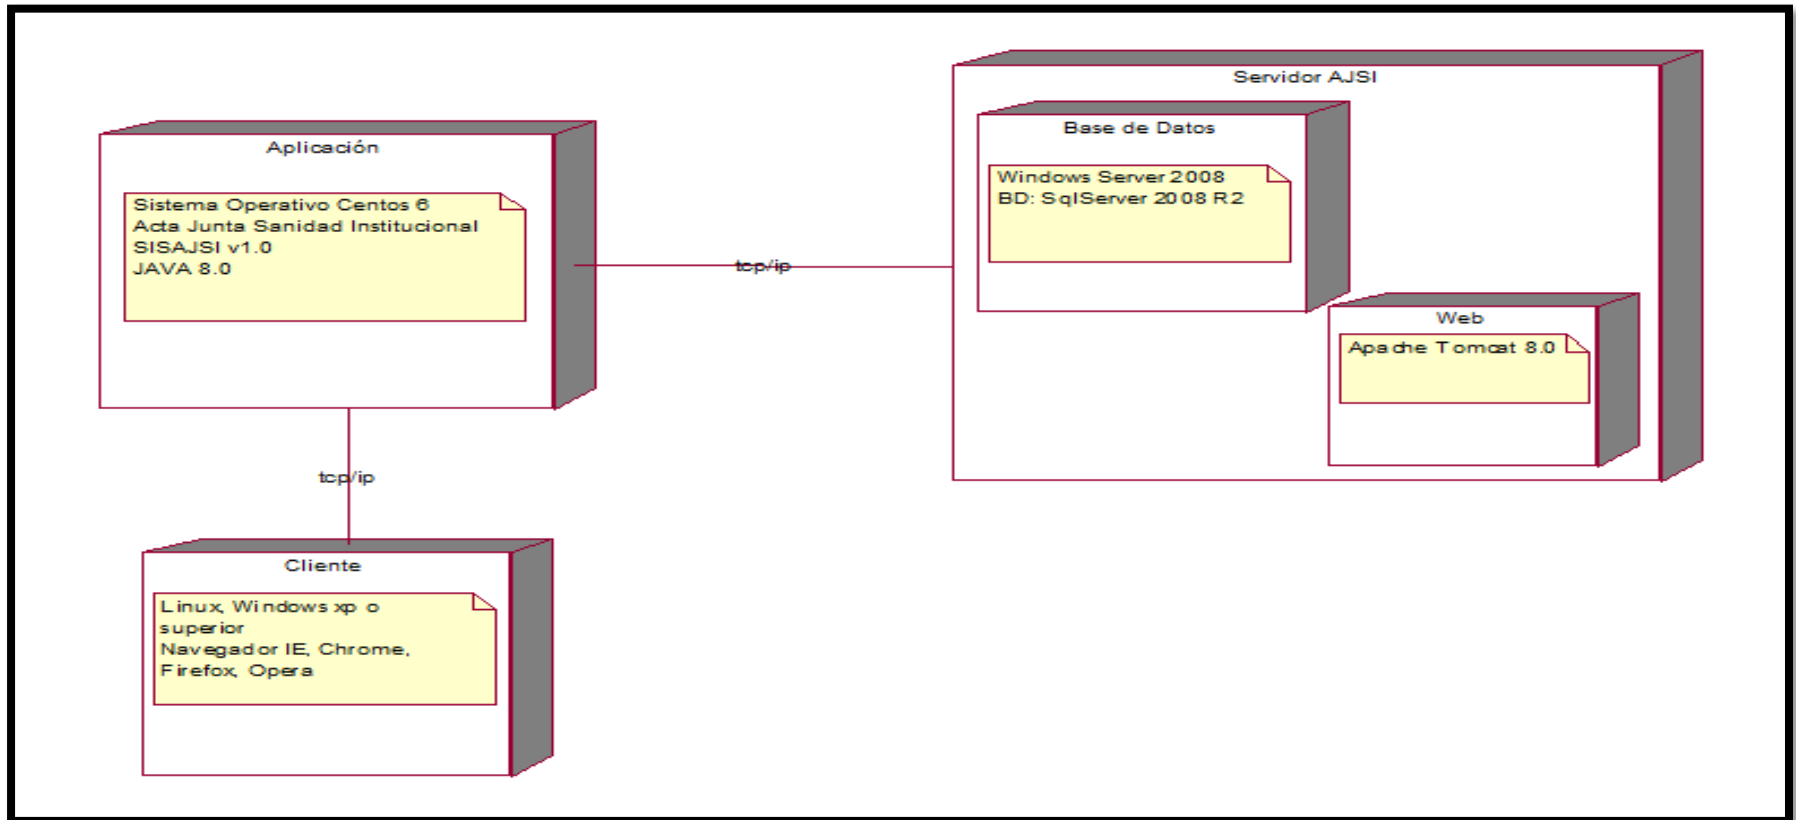 Aplicación
Sistema Operativo Centos 6
Acta Junta Sanidad Institucional
SISAJSI v1.0
JAVA 8.0
tcp/ip
Servidor AJSI
Base de Datos
Windows Server 2008
BD: SqlServer 2008 R2
Web
Apache Tomcat 8.0
tcp/ip
Cliente
Linux, Windows xp o
superior
Navegador IE, Chrome,
Firefox, Opera